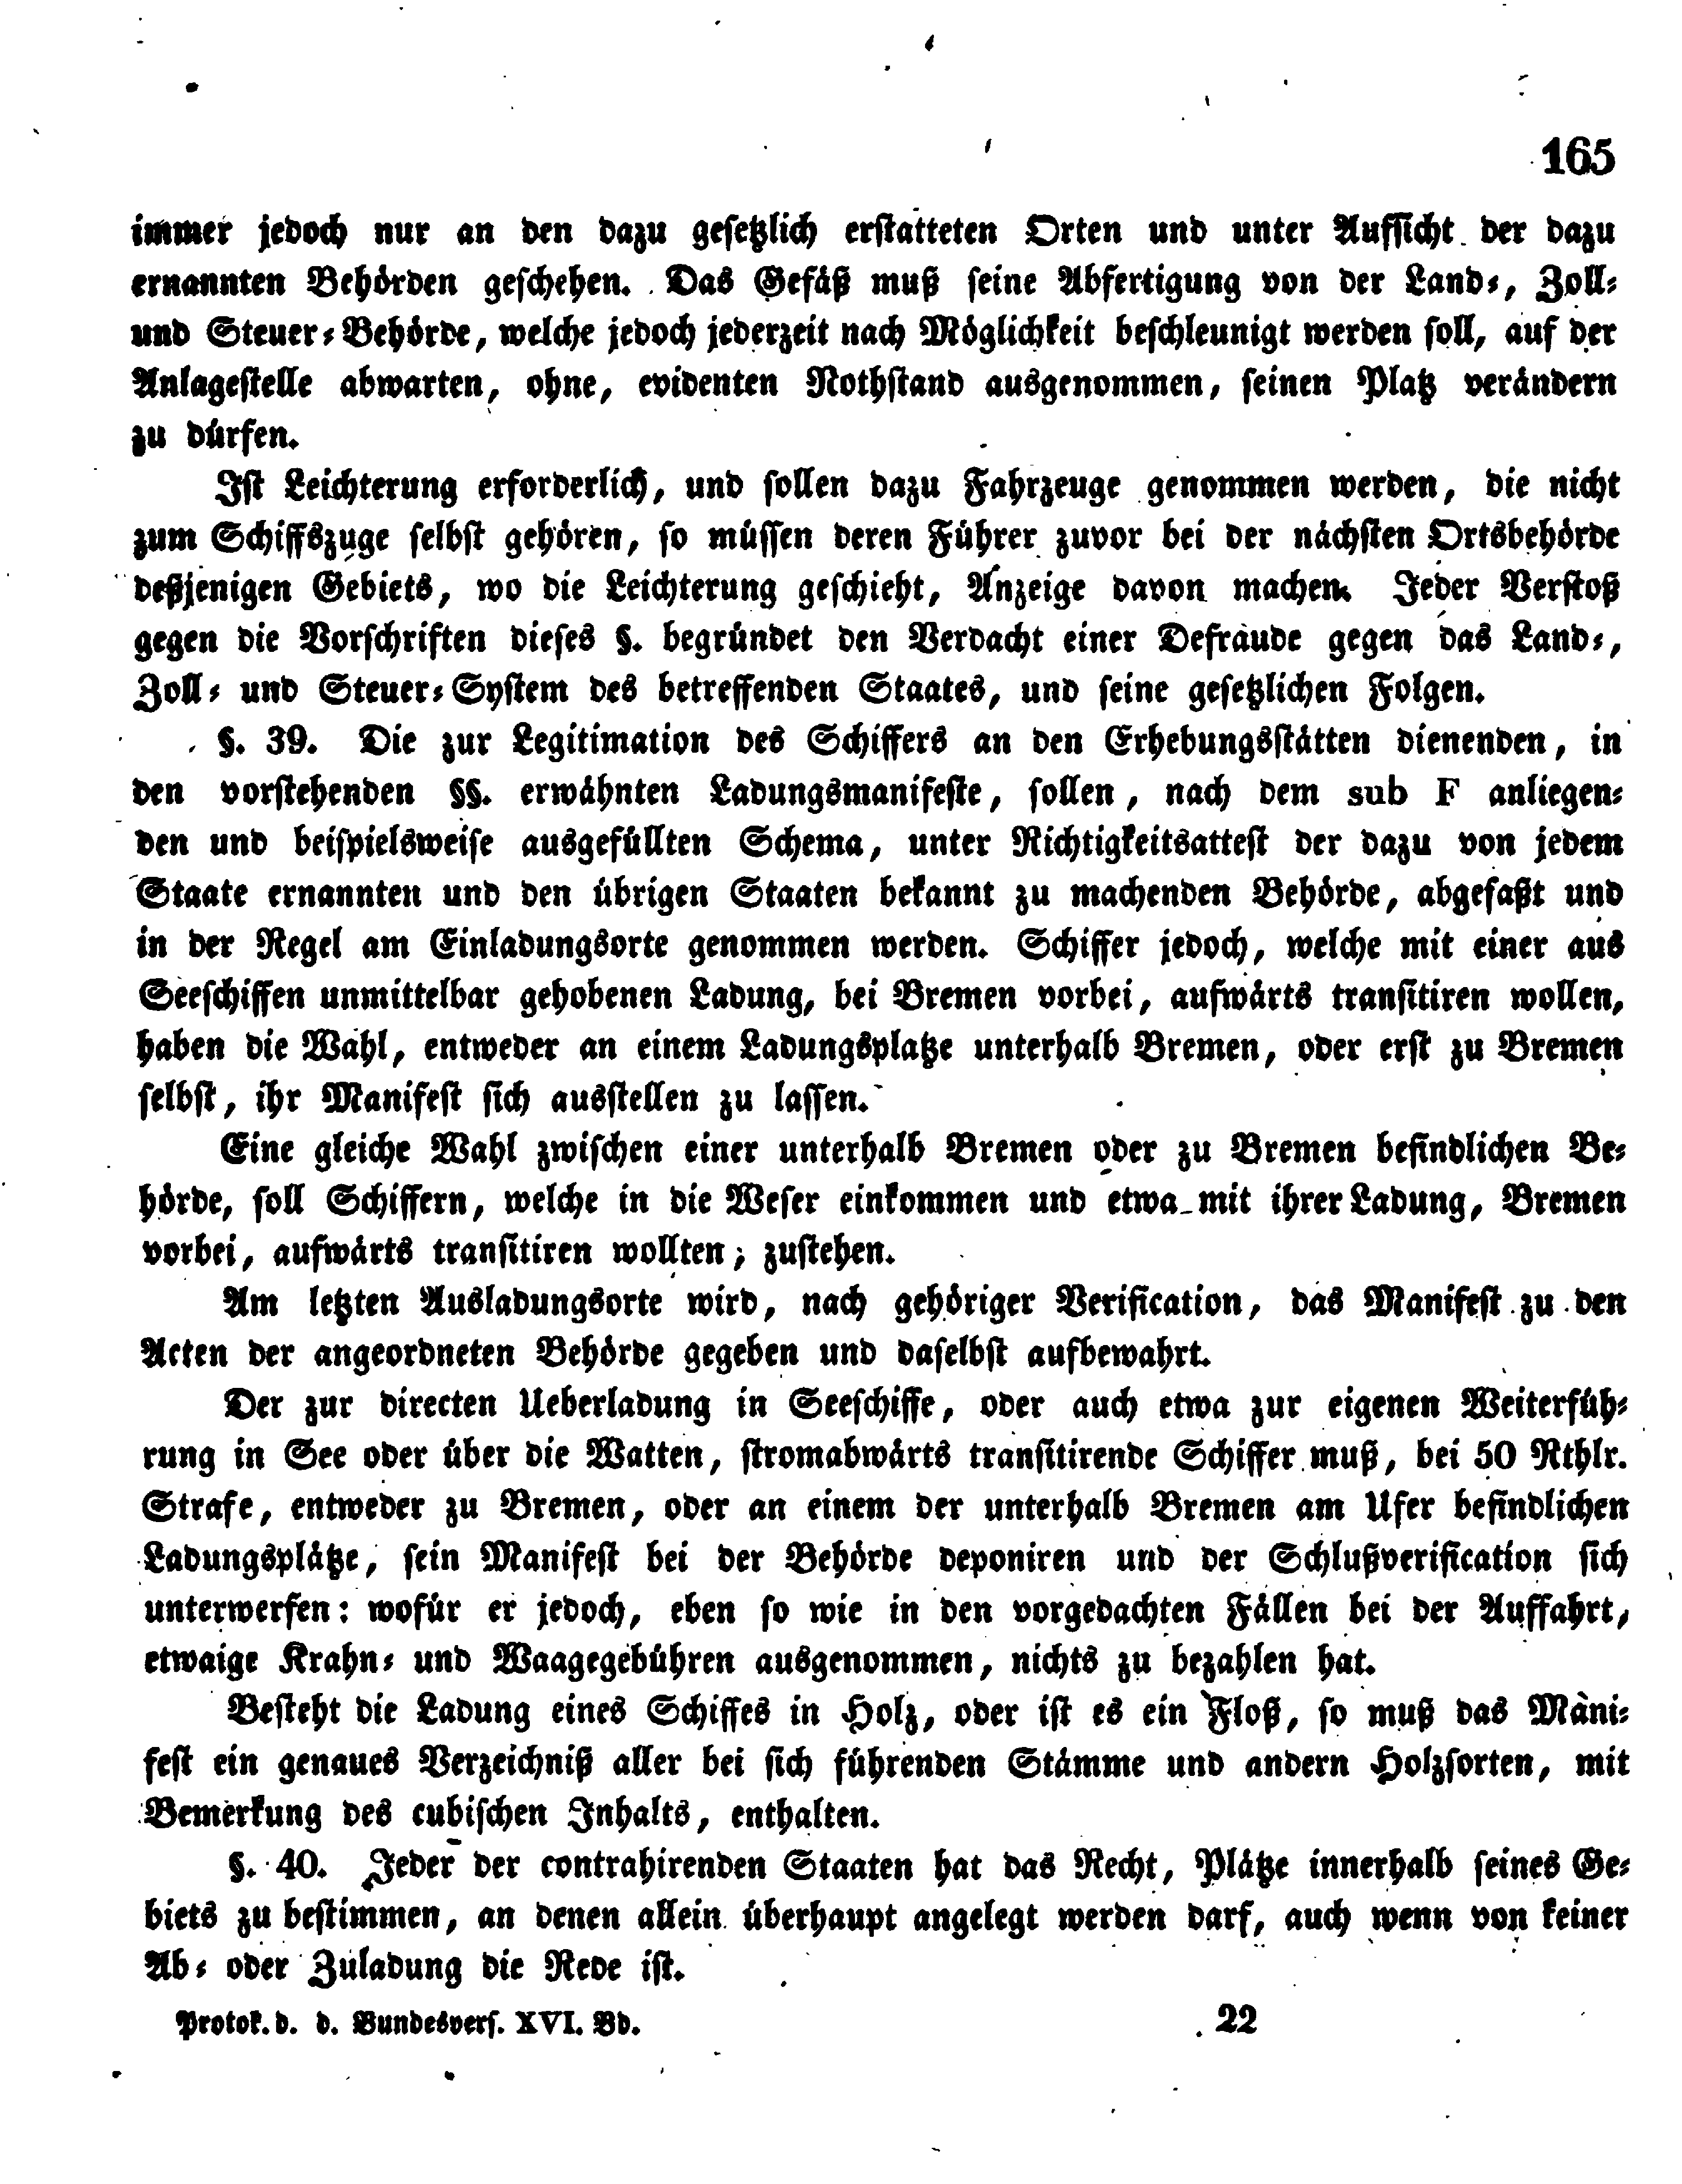 165
immer jedoch nur an den dazu gesetzlich erstatteten Orten und unter Aufsicht der dazu
ernannten Behörden geschehen. Das Gefäß muß seine Abfertigung von der Land-, Zoll-
und Steuer-Behörde, welche jedoch jederzeit nach Möglichkeit beschleunigt werden soll, auf der
Anlagestelle abwarten, ohne, evidenten Nothstand ausgenommen, seinen Platz verändern
zu dürfen.
Ist Leichterung erforderlich, und sollen dazu Fahrzeuge genommen werden, die nicht
zum Schiffszuge selbst gehören, so müssen deren Führer zuvor bei der nächsten Ortsbehörde
deßjenigen Gebiets, wo die Leichterung geschieht, Anzeige davon machen. Jeder Verstoß
gegen die Vorschriften dieses §. begründet den Verdacht einer Defraude gegen das Land-,
Zoll- und Steuer-System des betreffenden Staates, und seine gesetzlichen Folgen.
§. 39. Die zur Legitimation des Schiffers an den Erhebungsstätten dienenden, in
den vorstehenden §§. erwähnten Ladungsmanifeste, sollen, nach dem sub F anliegen-
den und beispielsweise ausgefüllten Schema, unter Richtigkeitsattest der dazu von jedem
Staate ernannten und den übrigen Staaten bekannt zu machenden Behörde, abgefaßt und
in der Regel am Einladungsorte genommen werden. Schiffer jedoch, welche mit einer aus
Seeschiffen unmittelbar gehobenen Ladung, bei Bremen vorbei, aufwärts transitiren wollen,
haben die Wahl, entweder an einem Ladungsplatze unterhalb Bremen, oder erst zu Bremen
selbst, ihr Manifest sich ausstellen zu lassen.
Eine gleiche Wahl zwischen einer unterhalb Bremen oder zu Bremen befindlichen Be-
hörde, soll Schiffern, welche in die Weser einkommen und etwa mit ihrer Ladung, Bremen
vorbei, aufwärts transitiren wollten, zustehen.
Am letzten Ausladungsorte wird, nach gehöriger Verification, das Manifest zu den
Acten der angeordneten Behörde gegeben und daselbst aufbewahrt.
Der zur directen Ueberladung in Seeschiffe, oder auch etwa zur eigenen Weiterfüh-
rung in See oder über die Watten, stromabwärts transitirende Schiffer muß, bei 50 Rthlr.
Strafe, entweder zu Bremen, oder an einem der unterhalb Bremen am Ufer befindlichen
Ladungsplätze, sein Manifest bei der Behörde deponiren und der Schlußverification sich
unterwerfen: wofür er jedoch, eben so wie in den vorgedachten Fällen bei der Auffahrt,
etwaige Krahn- und Waagegebühren ausgenommen, nichts zu bezahlen hat.
Besteht die Ladung eines Schiffes in Holz, oder ist es ein Floß, so muß das Mani-
fest ein genaues Verzeichniß aller bei sich führenden Stämme und andern Holzsorten, mit
Bemerkung des cubischen Inhalts, enthalten.
§. 40. Jeder der contrahirenden Staaten hat das Recht, Plätze innerhalb seines Ge-
biets zu bestimmen, an denen allein überhaupt angelegt werden darf, auch wenn von keiner
Ab- oder Zuladung die Rede ist.
Protok. d. d. Bundesvers. XVI. Bd. 22